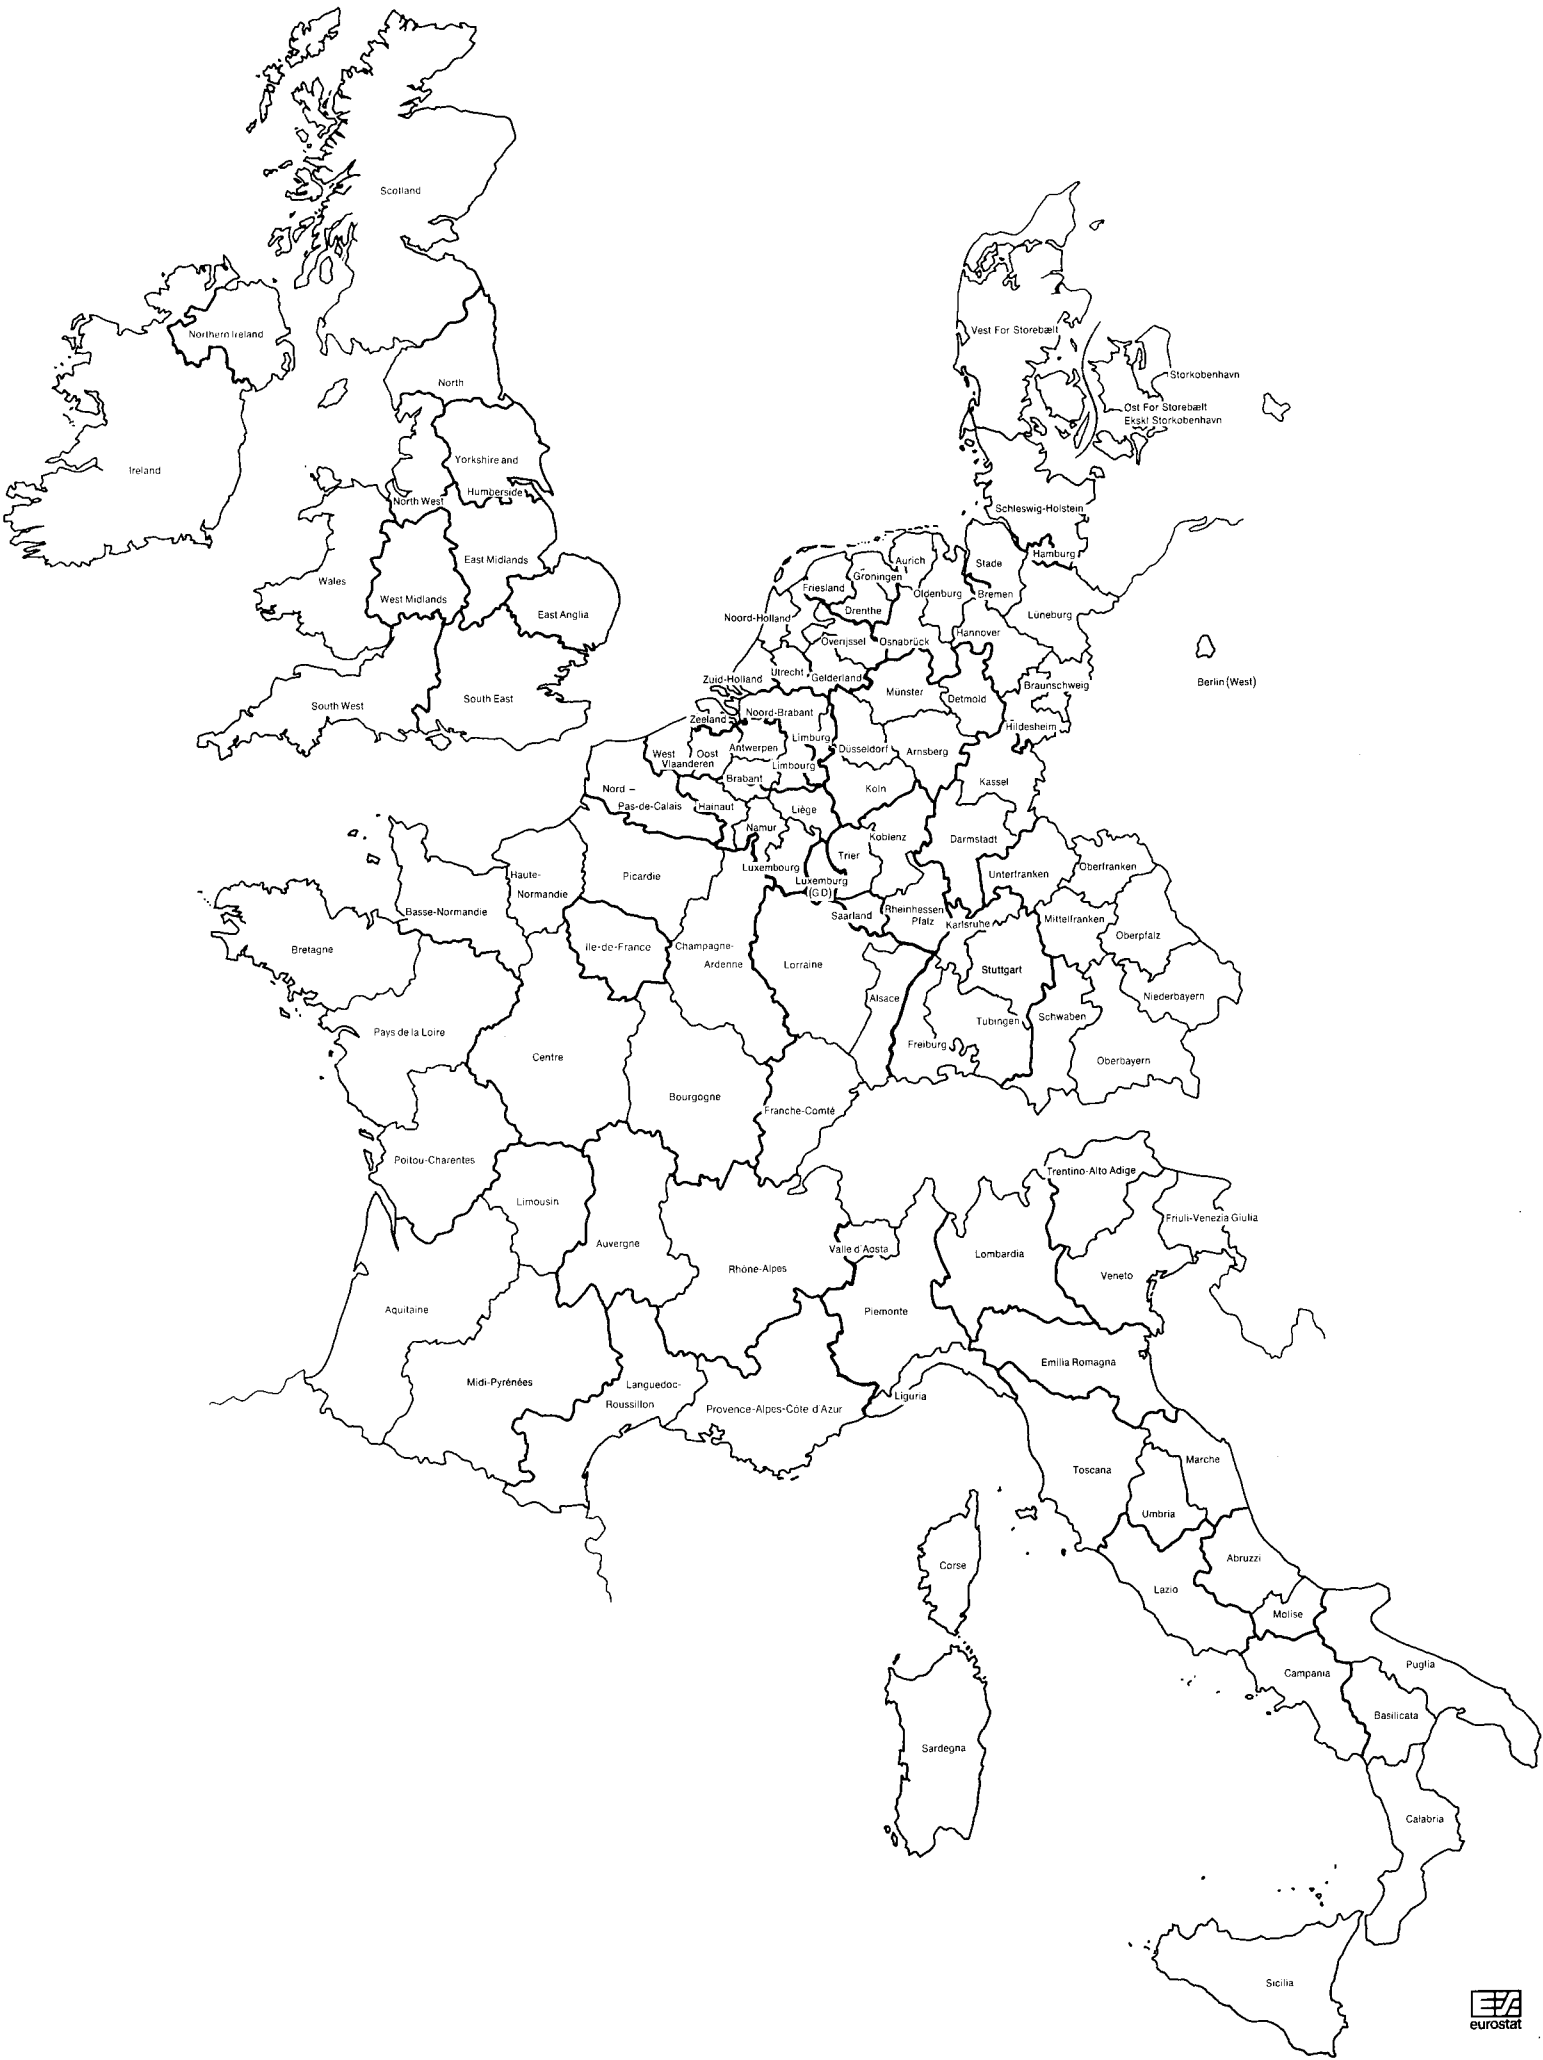 Scotland
Northern Ireland
Vest For Storebælt
Storkobenhavn
North
Ost For Storebælt
Ekskl Storkobenhavn
Ireland
Yorkshire and
Humberside
North West
Schleswig-Holstein
East Midlands
Hamburg
Aurich
Stade
Groningen
Wales
Friesland
Oldenburg
Bremen
West Midlands
Drenthe
East Anglia
Noord-Holland
Lüneburg
Hannover
Overijssel
Osnabrück
Utrecht
Gelderland
Zuid-Holland
Berlin (West)
Braunschweig
Münster
Detmold
South East
South West
Noord-Brabant
Zeeland
Hildesheim
Limburg
Antwerpen
Düsseldorf
Arnsberg
West
Vlaanderen
Oost
Limbourg
Brabant
Kassel
Köln
Nord –
Pas-de-Calais
Hainaut
Liège
Namur
Koblenz
Darmstadt
Trier
Luxembourg
Oberfranken
Unterfranken
Haute-
Normandie
Picardie
Luxemburg
(G D)
Basse-Normandie
Saarland
Rheinhessen
Pfalz
Karlsruhe
Mittelfranken
Oberpfalz
Bretagne
Ile-de-France
Champagne-
Ardenne
Lorraine
Stuttgart
Alsace
Niederbayern
Pays de la Loire
Tübingen
Schwaben
Freiburg
Centre
Oberbayern
Bourgogne
Franche-Comté
Poitou-Charentes
Trentino-Alto Adige
Limousin
Friuli-Venezia Giulia
Auvergne
Valle d'Aosta
Lombardia
Rhône-Alpes
Veneto
Aquitaine
Piemonte
Emilia Romagna
Midi-Pyrénées
Languedoc-
Roussillon
Provence-Alpes-Côte d'Azur
Liguria
Marche
Toscana
Umbria
Abruzzi
Corse
Lazio
Molise
Puglia
Campania
Basilicata
Sardegna
Calabria
Sicilia
eurostat